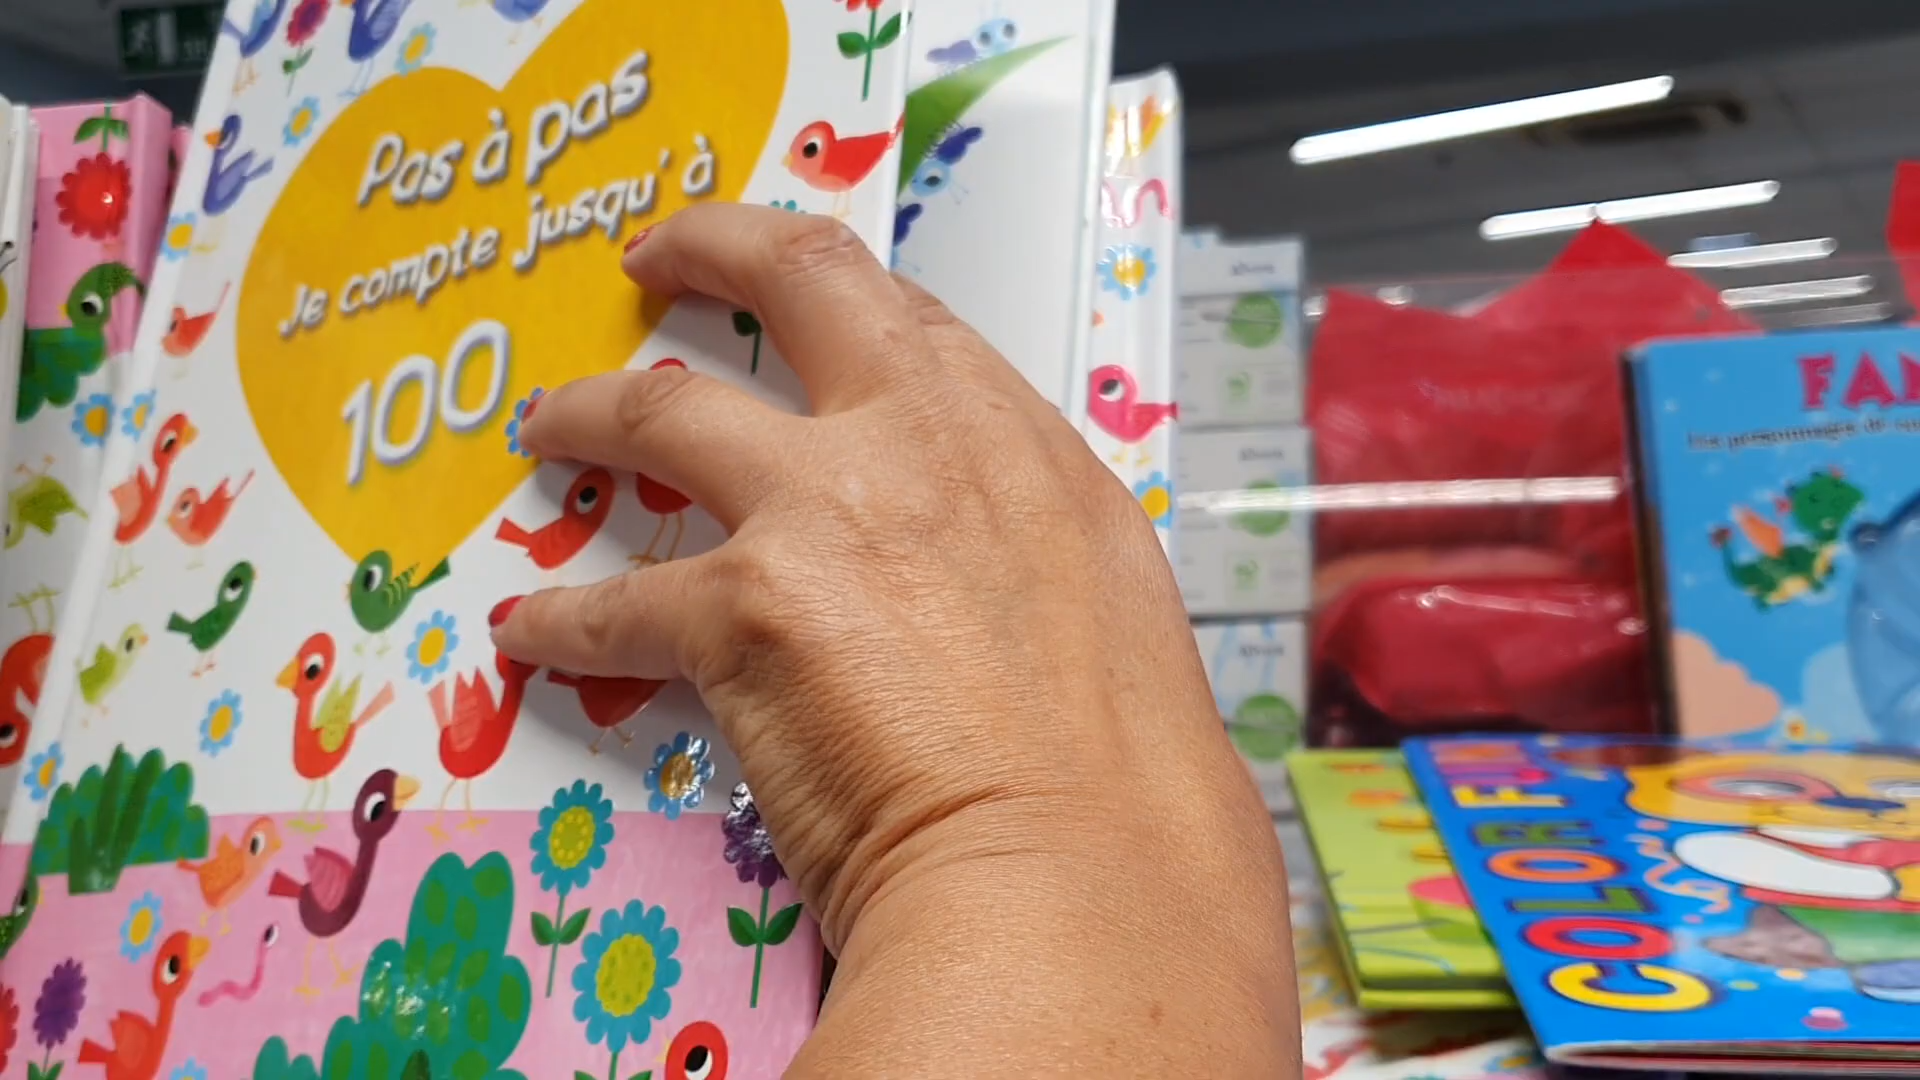 Pas à pas
Je compte jusqu'à
100
FAN
COLOR FUN